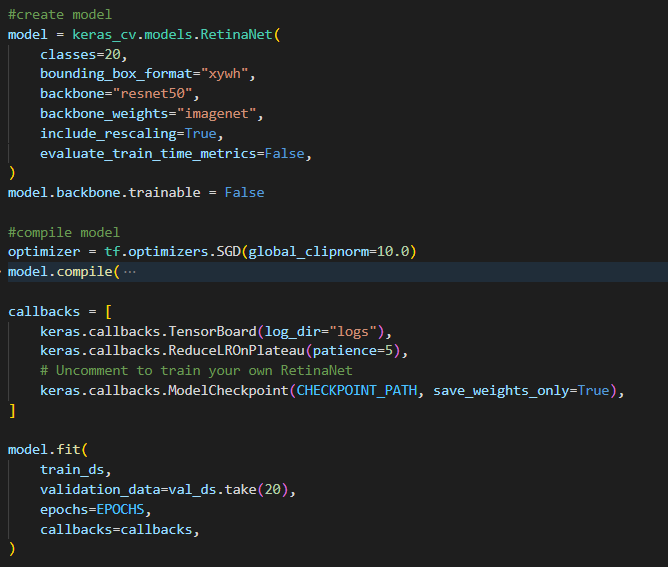 #create model
model = keras_cv.models.RetinaNet(
    classes=20,
    bounding_box_format="xywh",
    backbone="resnet50",
    backbone_weights="imagenet",
    include_rescaling=True,
    evaluate_train_time_metrics=False,
)
model.backbone.trainable = False

#compile model
optimizer = tf.optimizers.SGD(global_clipnorm=10.0)
model.compile( ⋯

callbacks = [
    keras.callbacks.TensorBoard(log_dir="logs"),
    keras.callbacks.ReduceLROnPlateau(patience=5),
    # Uncomment to train your own RetinaNet
    keras.callbacks.ModelCheckpoint(CHECKPOINT_PATH, save_weights_only=True),
]

model.fit(
    train_ds,
    validation_data=val_ds.take(20),
    epochs=EPOCHS,
    callbacks=callbacks,
)